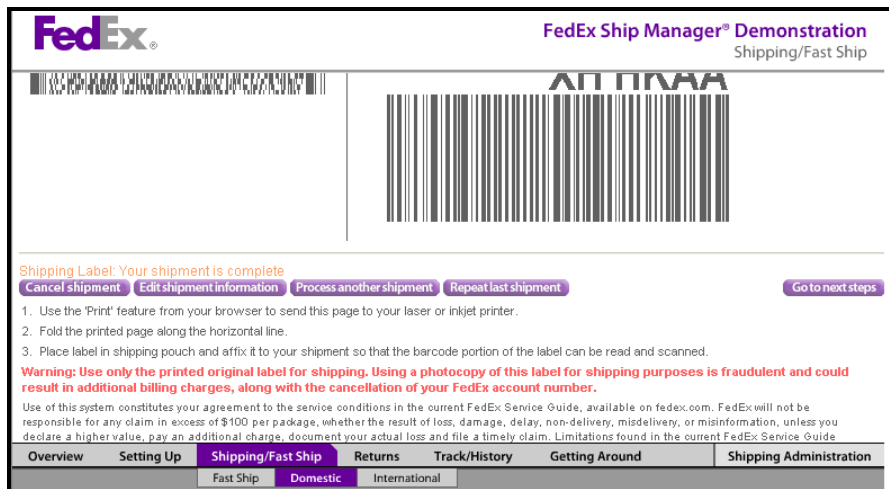 FedEx®
FedEx Ship Manager® Demonstration
Shipping/Fast Ship
XH HKAA
Shipping Label: Your shipment is complete
Cancel shipment Edit shipment information Process another shipment Repeat last shipment Go to next steps
1. Use the 'Print' feature from your browser to send this page to your laser or inkjet printer.
2. Fold the printed page along the horizontal line.
3. Place label in shipping pouch and affix it to your shipment so that the barcode portion of the label can be read and scanned.
Warning: Use only the printed original label for shipping. Using a photocopy of this label for shipping purposes is fraudulent and could
result in additional billing charges, along with the cancellation of your FedEx account number.
Use of this system constitutes your agreement to the service conditions in the current FedEx Service Guide, available on fedex.com. FedEx will not be
responsible for any claim in excess of $100 per package, whether the result of loss, damage, delay, non-delivery, misdelivery, or misinformation, unless you
declare a higher value, pay an additional charge, document your actual loss and file a timely claim. Limitations found in the current FedEx Service Guide
Overview Setting Up Shipping/Fast Ship Returns Track/History Getting Around Shipping Administration
Fast Ship Domestic International